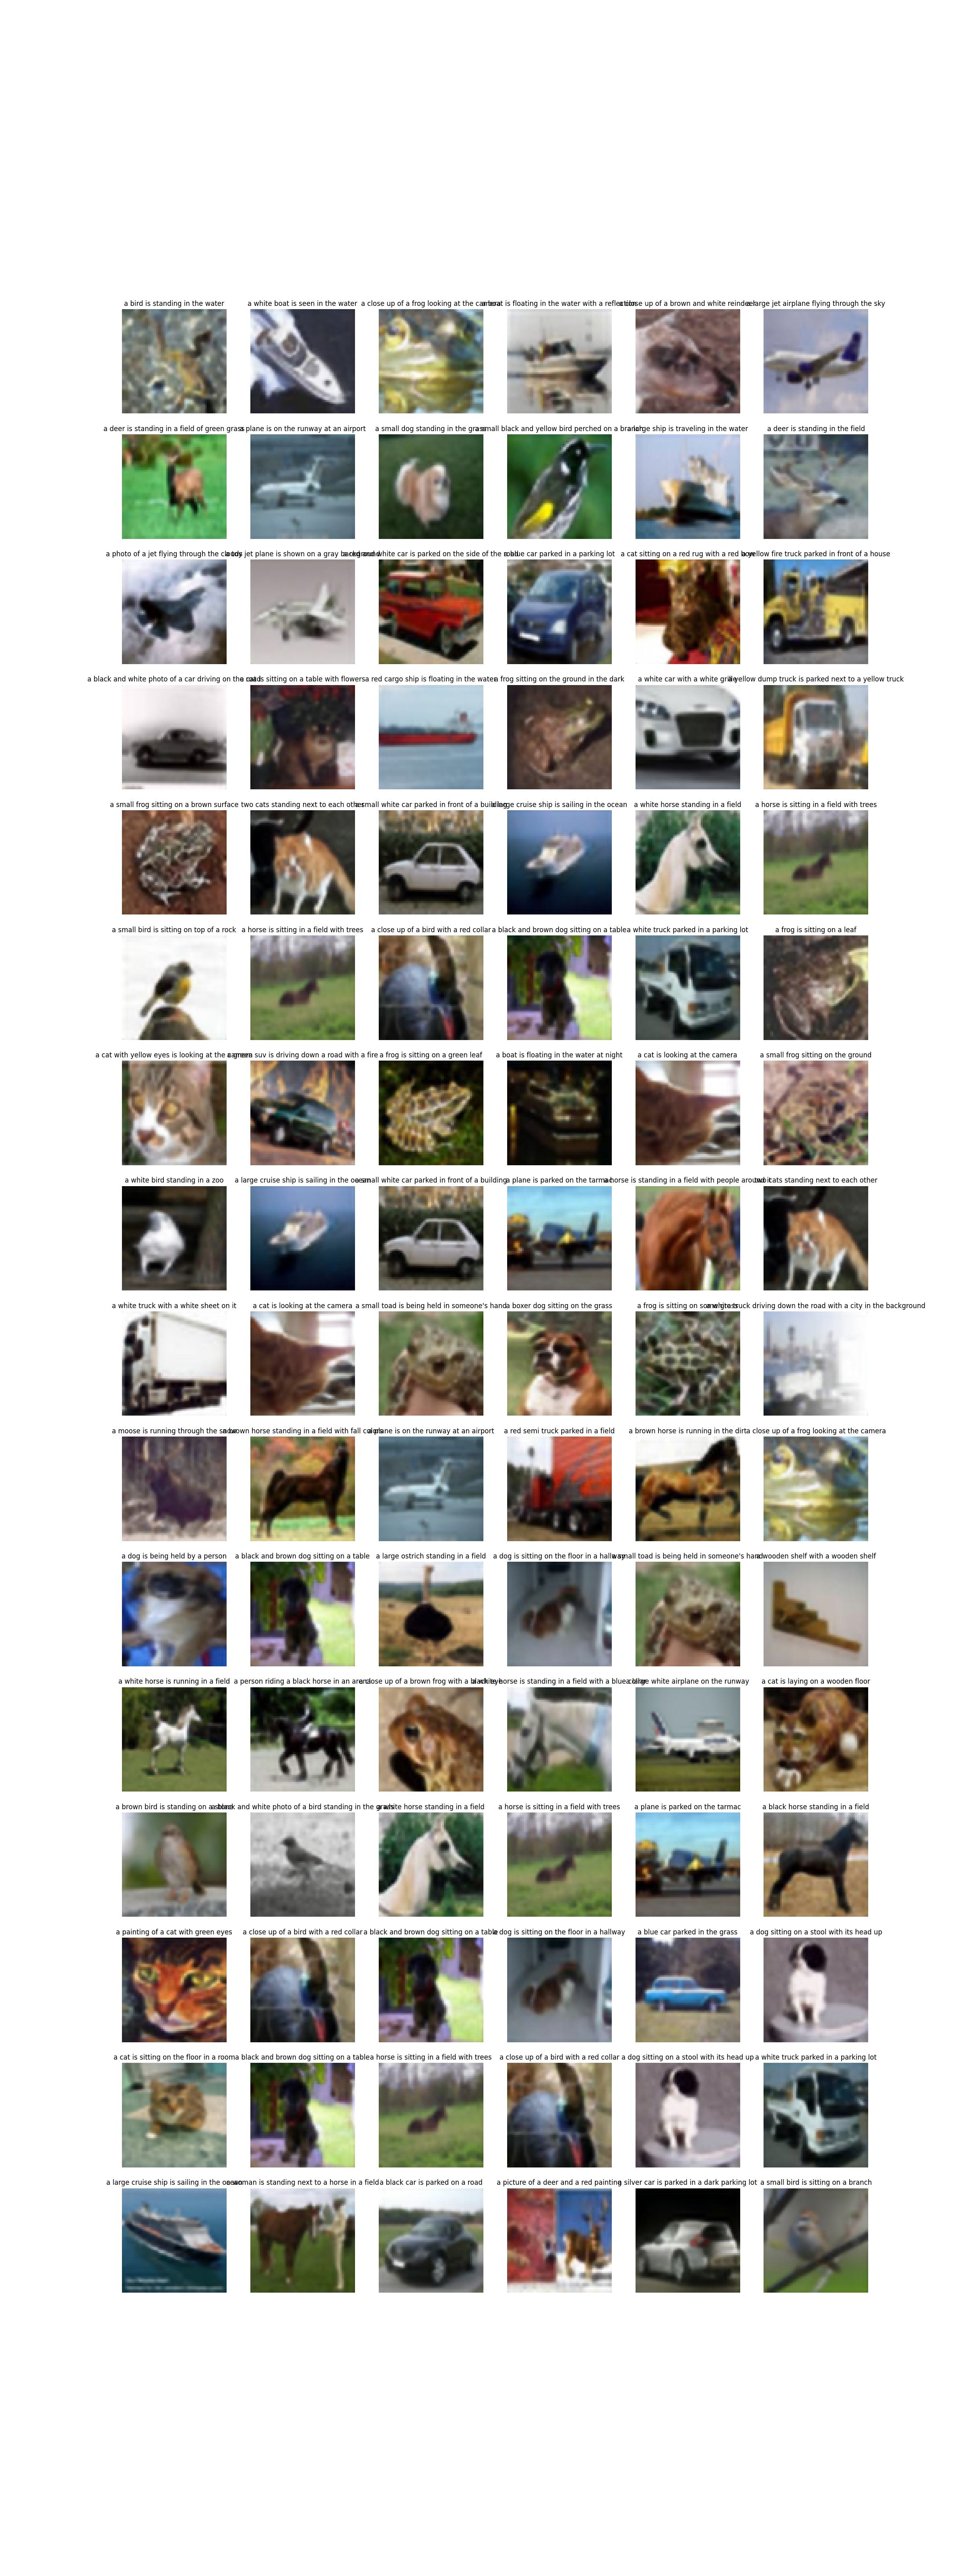 a bird is standing in the water
a white boat is seen in the water
a close up of a frog looking at the camera
a boat is floating in the water with a reflection
a close up of a brown and white reindeer
a large jet airplane flying through the sky
a deer is standing in a field of green grass
a plane is on the runway at an airport
a small dog standing in the grass
a small black and yellow bird perched on a branch
a large ship is traveling in the water
a deer is standing in the field
a photo of a jet flying through the clouds
a toy jet plane is shown on a gray background
a red and white car is parked on the side of the road
a blue car parked in a parking lot
a cat sitting on a red rug with a red bow
a yellow fire truck parked in front of a house
a black and white photo of a car driving on the road
a cat is sitting on a table with flowers
a red cargo ship is floating in the water
a frog sitting on the ground in the dark
a white car with a white grille
a yellow dump truck is parked next to a yellow truck
a small frog sitting on a brown surface
two cats standing next to each other
a small white car parked in front of a building
a large cruise ship is sailing in the ocean
a white horse standing in a field
a horse is sitting in a field with trees
a small bird is sitting on top of a rock
a horse is sitting in a field with trees
a close up of a bird with a red collar
a black and brown dog sitting on a table
a white truck parked in a parking lot
a frog is sitting on a leaf
a cat with yellow eyes is looking at the camera
a green suv is driving down a road with a fire
a frog is sitting on a green leaf
a boat is floating in the water at night
a cat is looking at the camera
a small frog sitting on the ground
a white bird standing in a zoo
a large cruise ship is sailing in the ocean
a small white car parked in front of a building
a plane is parked on the tarmac
a horse is standing in a field with people around it
two cats standing next to each other
a white truck with a white sheet on it
a cat is looking at the camera
a small toad is being held in someone's hand
a boxer dog sitting on the grass
a frog is sitting on some grass
a white truck driving down the road with a city in the background
a moose is running through the snow
a brown horse standing in a field with fall colors
a plane is on the runway at an airport
a red semi truck parked in a field
a brown horse is running in the dirt
a close up of a frog looking at the camera
a dog is being held by a person
a black and brown dog sitting on a table
a large ostrich standing in a field
a dog is sitting on the floor in a hallway
a small toad is being held in someone's hand
a wooden shelf with a wooden shelf
a white horse is running in a field
a person riding a black horse in an arena
a close up of a brown frog with a black eye
a white horse is standing in a field with a blue collar
a large white airplane on the runway
a cat is laying on a wooden floor
a brown bird is standing on a
a black and white photo of a bird standing in the grass
a white horse standing in a field
a horse is sitting in a field with trees
a plane is parked on the tarmac
a black horse standing in a field
a painting of a cat with green eyes
a close up of a bird with a red collar
a black and brown dog sitting on a table
a dog is sitting on the floor in a hallway
a blue car parked in the grass
a dog sitting on a stool with its head up
a cat is sitting on the floor in a room
a black and brown dog sitting on a table
a horse is sitting in a field with trees
a close up of a bird with a red collar
a dog sitting on a stool with its head up
a white truck parked in a parking lot
a large cruise ship is sailing in the ocean
a woman is standing next to a horse in a field
a black car is parked on a road
a picture of a deer and a red painting
a silver car is parked in a dark parking lot
a small bird is sitting on a branch